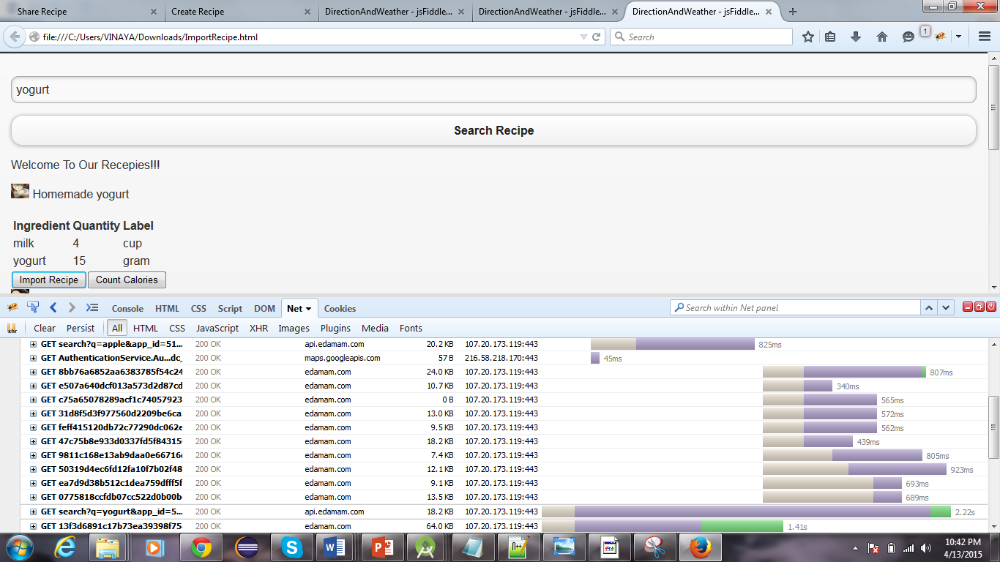 Share Recipe
Create Recipe
DirectionAndWeather - jsFiddle...
DirectionAndWeather - jsFiddle...
DirectionAndWeather - jsFiddle...
file:///C:/Users/VINAYA/Downloads/ImportRecipe.html
Search
1
yogurt
Search Recipe
Welcome To Our Recepies!!!
Homemade yogurt
Ingredient Quantity Label
milk 4 cup
yogurt 15 gram
Import Recipe Count Calories
Console HTML CSS Script DOM Net Cookies
Search within Net panel
xhr Clear Persist All HTML CSS JavaScript XHR Images Plugins Media Fonts
GET search?q=apple&app_id=51... 200 OK api.edamam.com 20.2 KB 107.20.173.119:443 825ms
GET AuthenticationService.Au...dc_ 200 OK maps.googleapis.com 57 B 216.58.218.170:443 45ms
GET 8bb76a6852aa6383785f54c24 200 OK edamam.com 24.0 KB 107.20.173.119:443 807ms
GET e507a640dcf013a573d2d87cd 200 OK edamam.com 10.7 KB 107.20.173.119:443 340ms
GET c75a65078289acf1c74057923 200 OK edamam.com 0 B 107.20.173.119:443 565ms
GET 31d8f5d3f977560d2209be6ca 200 OK edamam.com 13.0 KB 107.20.173.119:443 572ms
GET feff415120db72c77290dc062e 200 OK edamam.com 9.5 KB 107.20.173.119:443 562ms
GET 47c75b8e933d0337fd5f84315 200 OK edamam.com 18.2 KB 107.20.173.119:443 439ms
GET 9811c168e13ab9daa0e66716 200 OK edamam.com 7.4 KB 107.20.173.119:443 805ms
GET 50319d4ec6fd12fa10f7b02f48 200 OK edamam.com 12.1 KB 107.20.173.119:443 923ms
GET ea7d9d38b512c1dea759dfff5f 200 OK edamam.com 9.1 KB 107.20.173.119:443 693ms
GET 0775818ccfdb07cc522d0b00b 200 OK edamam.com 13.5 KB 107.20.173.119:443 689ms
GET search?q=yogurt&app_id=5... 200 OK api.edamam.com 18.2 KB 107.20.173.119:443 2.22s
GET 13f3d6891c17b73ea39398f75 200 OK edamam.com 64.0 KB 107.20.173.119:443 1.41s
10:42 PM
4/13/2015